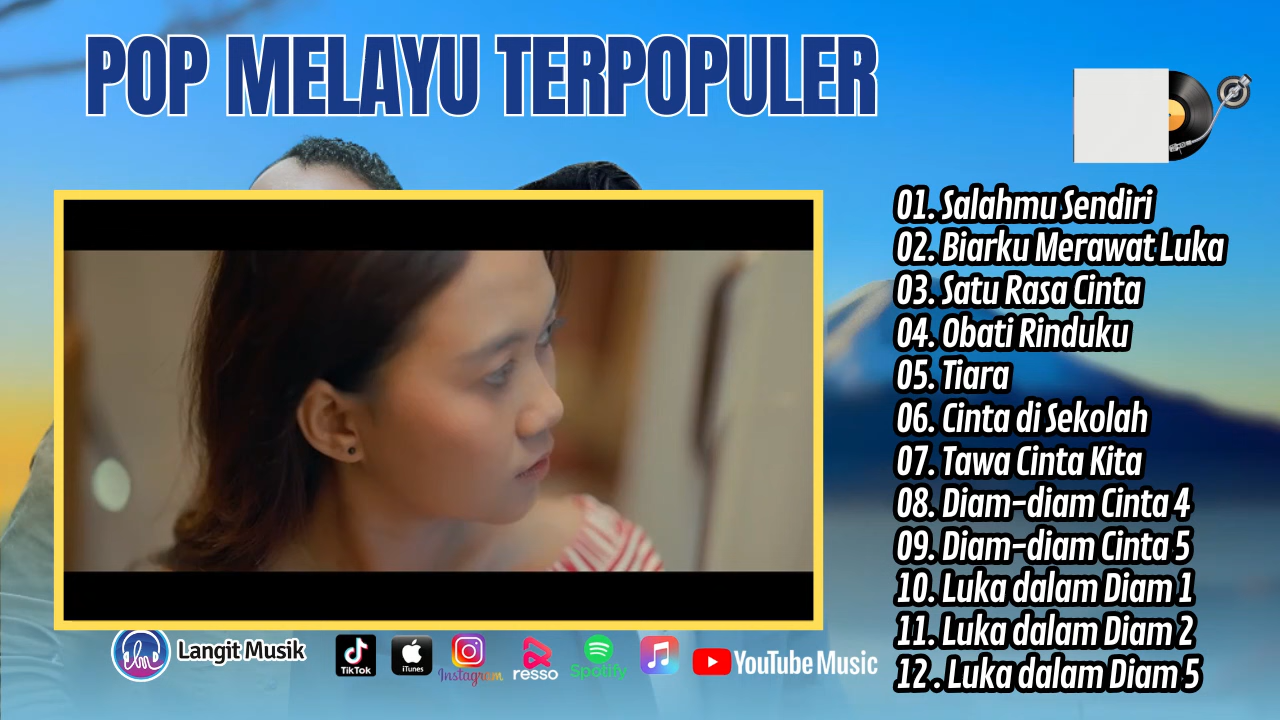 POP MELAYU TERPOPULER
01. Salahmu Sendiri
02. Biarku Merawat Luka
03. Satu Rasa Cinta
04. Obati Rinduku
05. Tiara
06. Cinta di Sekolah
07. Tawa Cinta Kita
08. Diam-diam Cinta 4
09. Diam-diam Cinta 5
10. Luka dalam Diam 1
11. Luka dalam Diam 2
12. Luka dalam Diam 5
lm Langit Musik TikTok iTunes Instagram resso Spotify YouTube Music